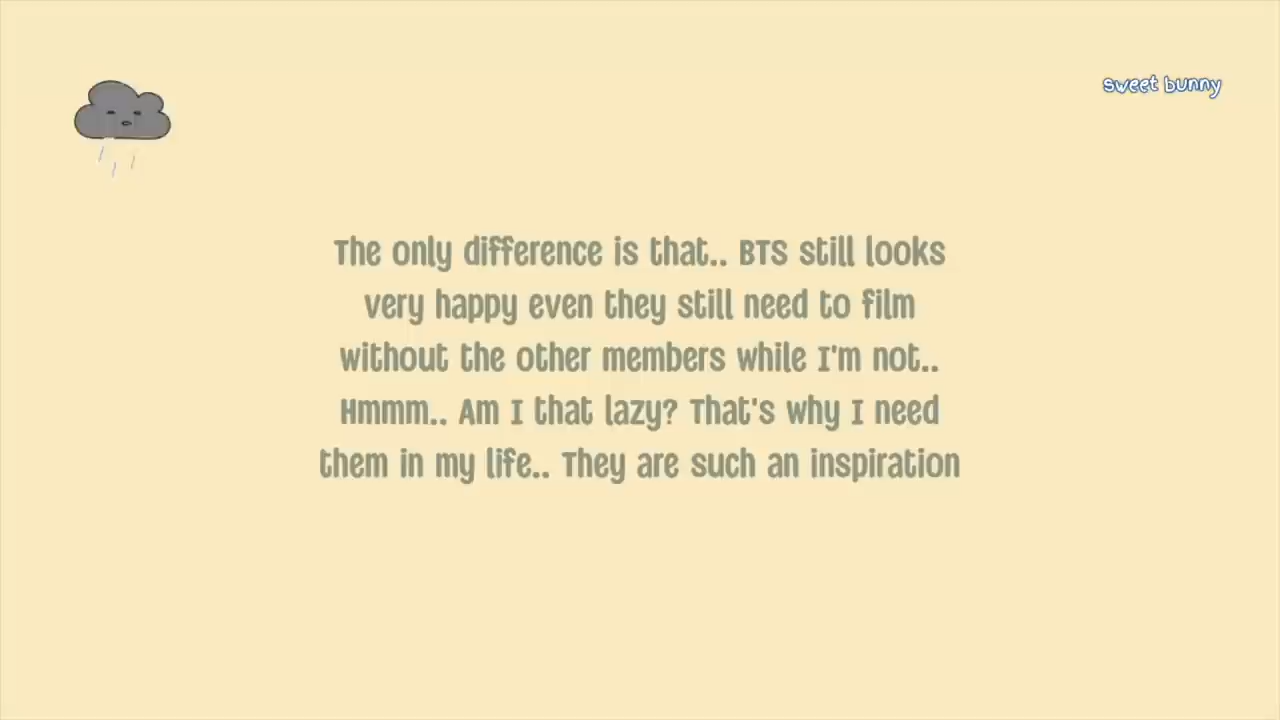 sweet bunny
The only difference is that.. BTS still looks
very happy even they still need to film
without the other members while I'm not..
Hmmm.. Am I that lazy? That's why I need
them in my life.. They are such an inspiration